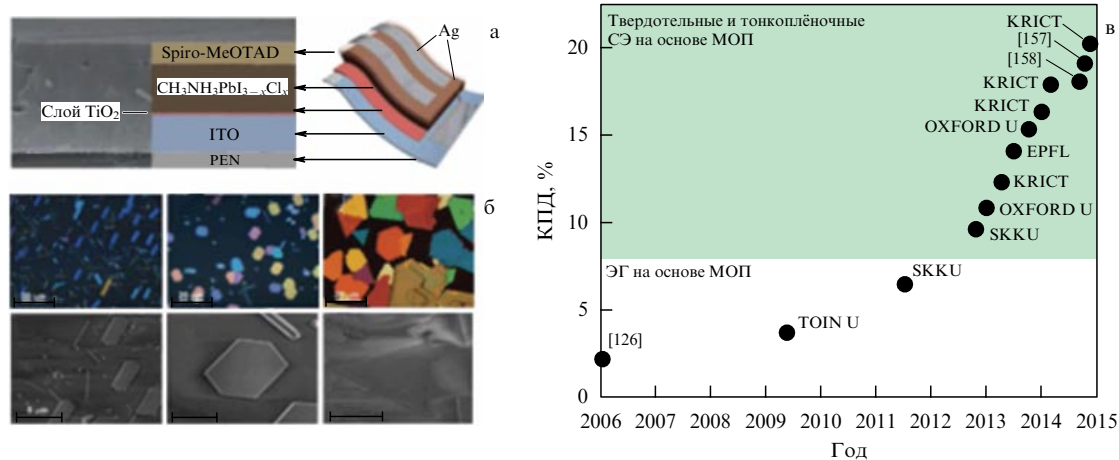 а
Ag
Spiro-MeOTAD
CH₃NH₃PbI₃₋ₓClₓ
Слой TiO₂
ITO
PEN
б
в
Твердотельные и тонкоплёночные
СЭ на основе МОП
KRICT
[157]
[158]
KRICT
KRICT
OXFORD U
EPFL
KRICT
OXFORD U
SKKU
ЭГ на основе МОП
SKKU
TOIN U
[126]
КПД, %
20
15
10
5
0
2006 2007 2008 2009 2010 2011 2012 2013 2014 2015
Год